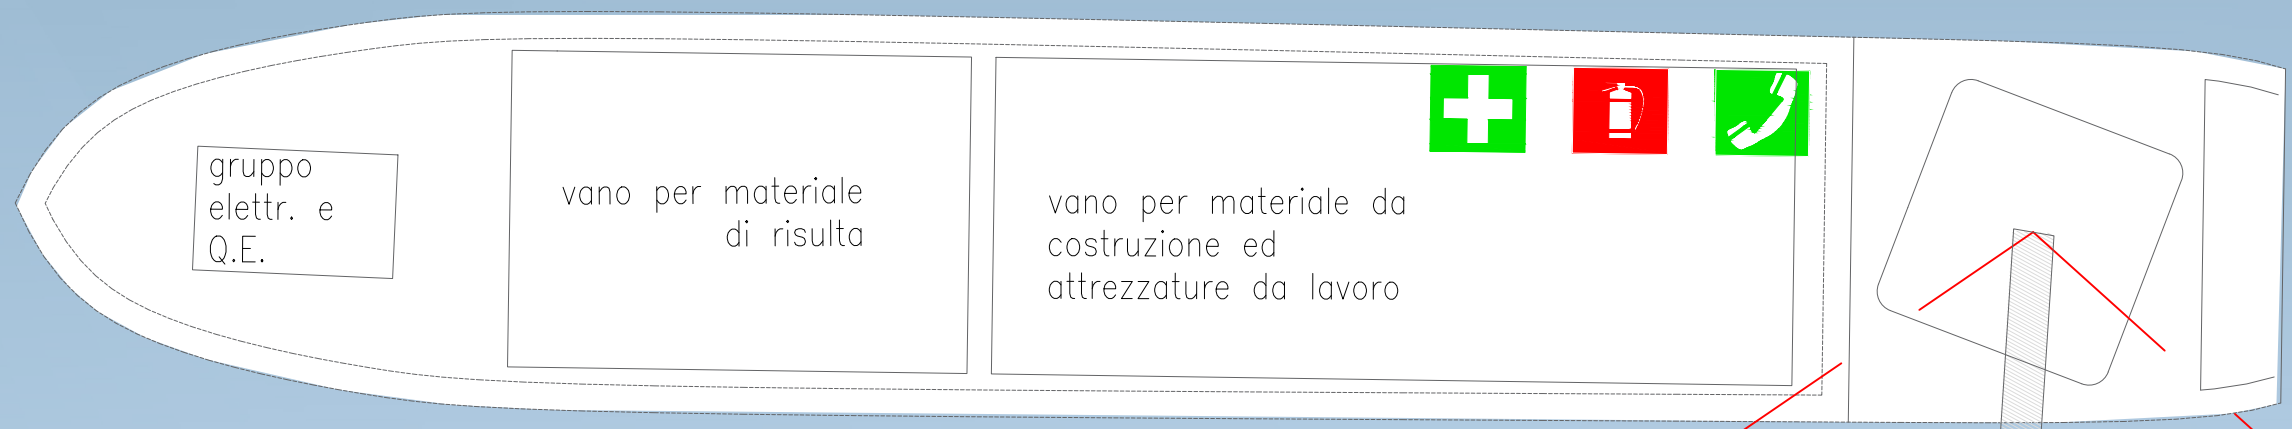 gruppo
elettr. e
Q.E.
vano per materiale
di risulta
vano per materiale da
costruzione ed
attrezzature da lavoro